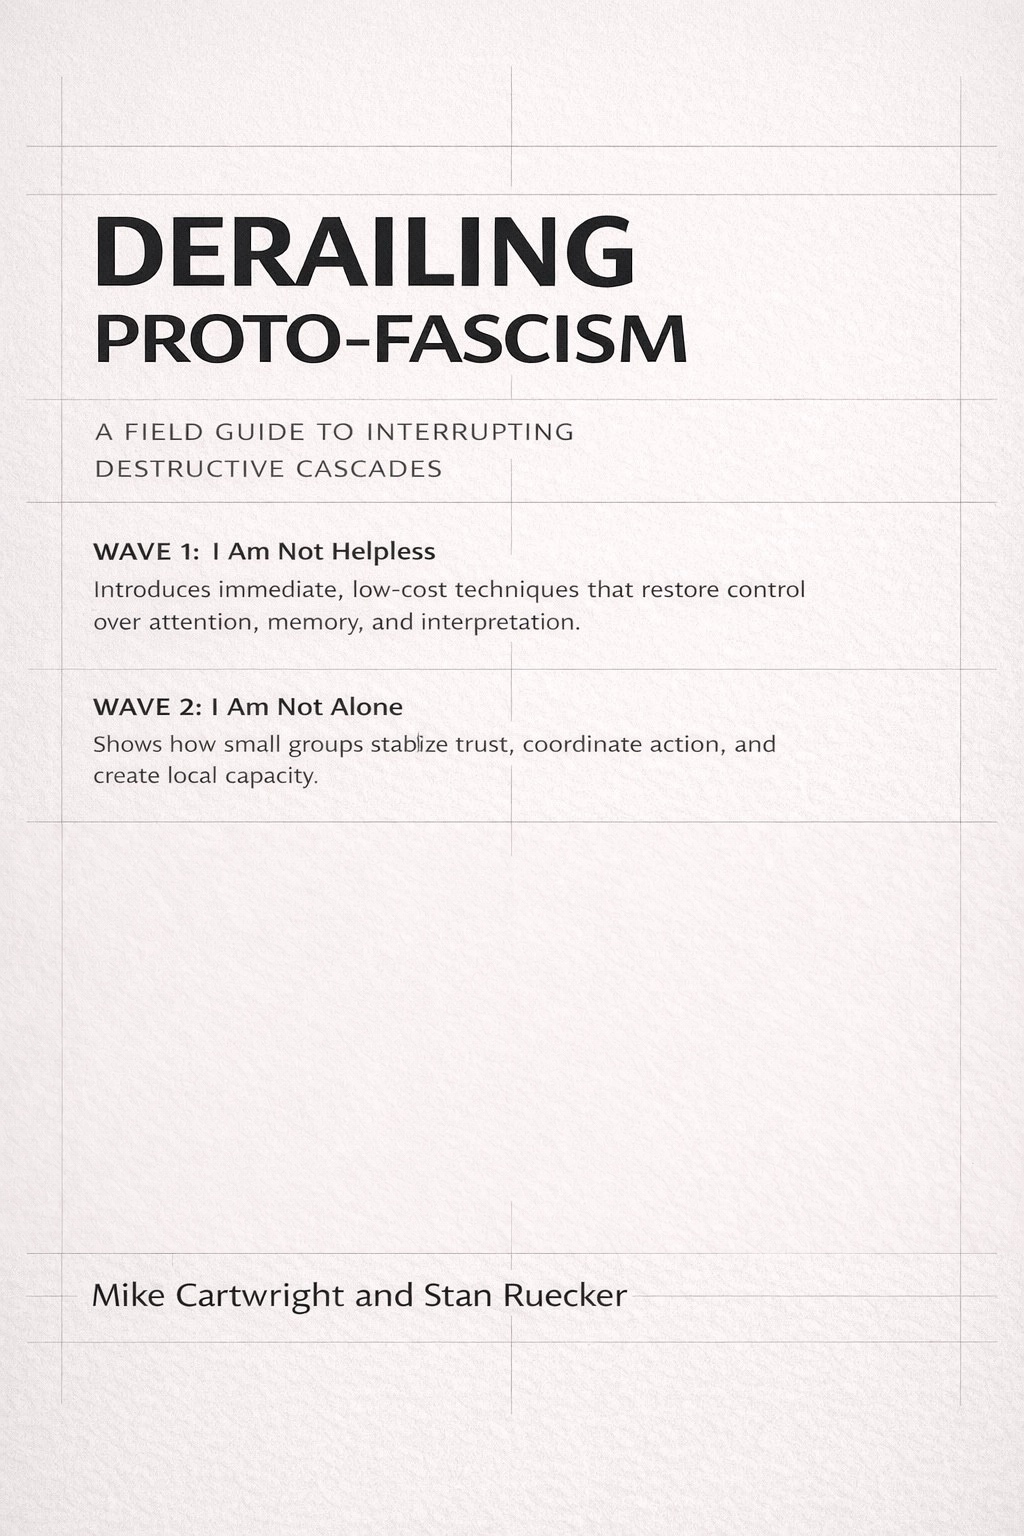 DERAILING
PROTO-FASCISM
A FIELD GUIDE TO INTERRUPTING
DESTRUCTIVE CASCADES
WAVE 1: I Am Not Helpless
Introduces immediate, low-cost techniques that restore control
over attention, memory, and interpretation.
WAVE 2: I Am Not Alone
Shows how small groups stablize trust, coordinate action, and
create local capacity.
Mike Cartwright and Stan Ruecker